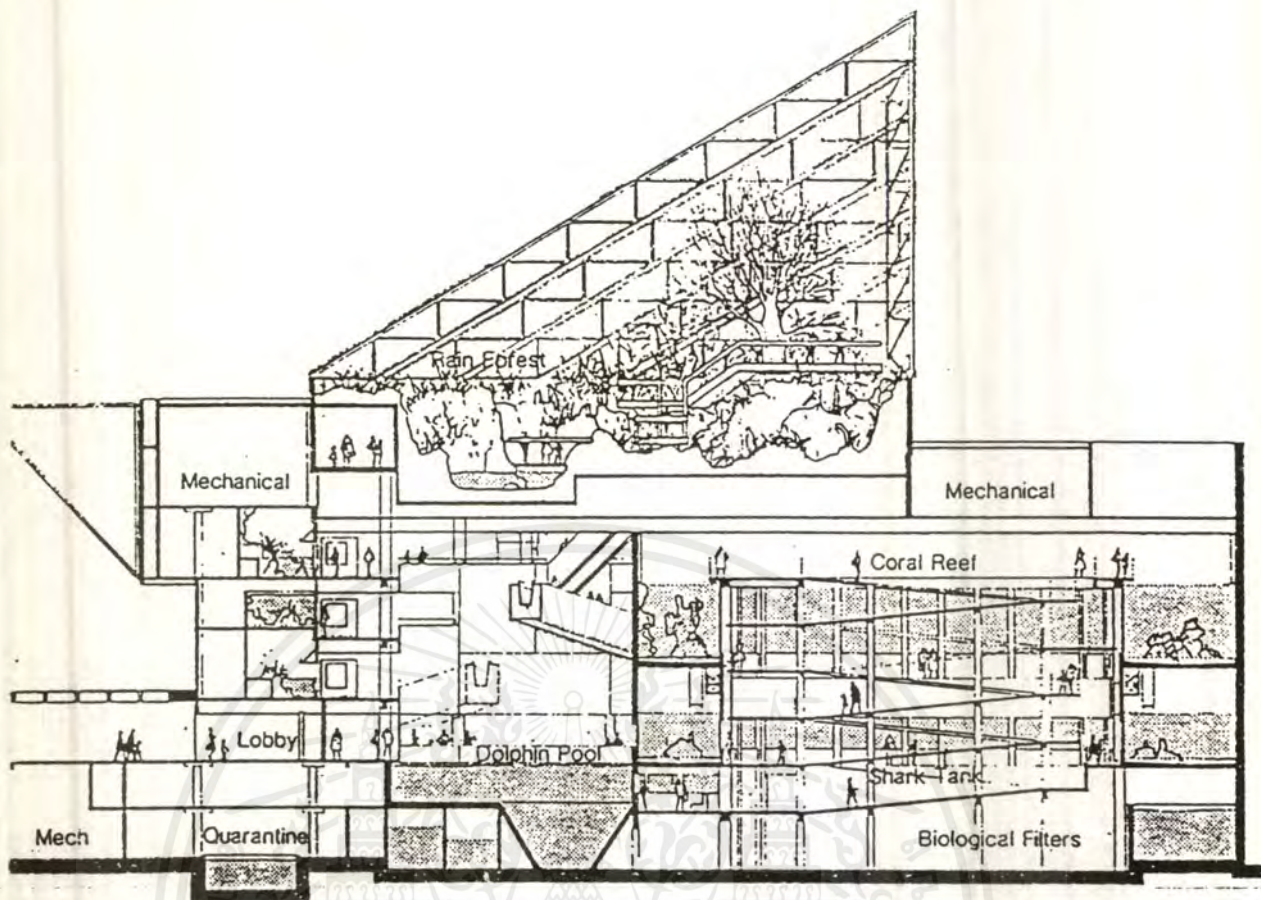 Rain Forest
Mechanical
Mechanical
Coral Reef
Lobby
Dolphin Pool
Shark Tank
Mech
Quarantine
Biological Filters